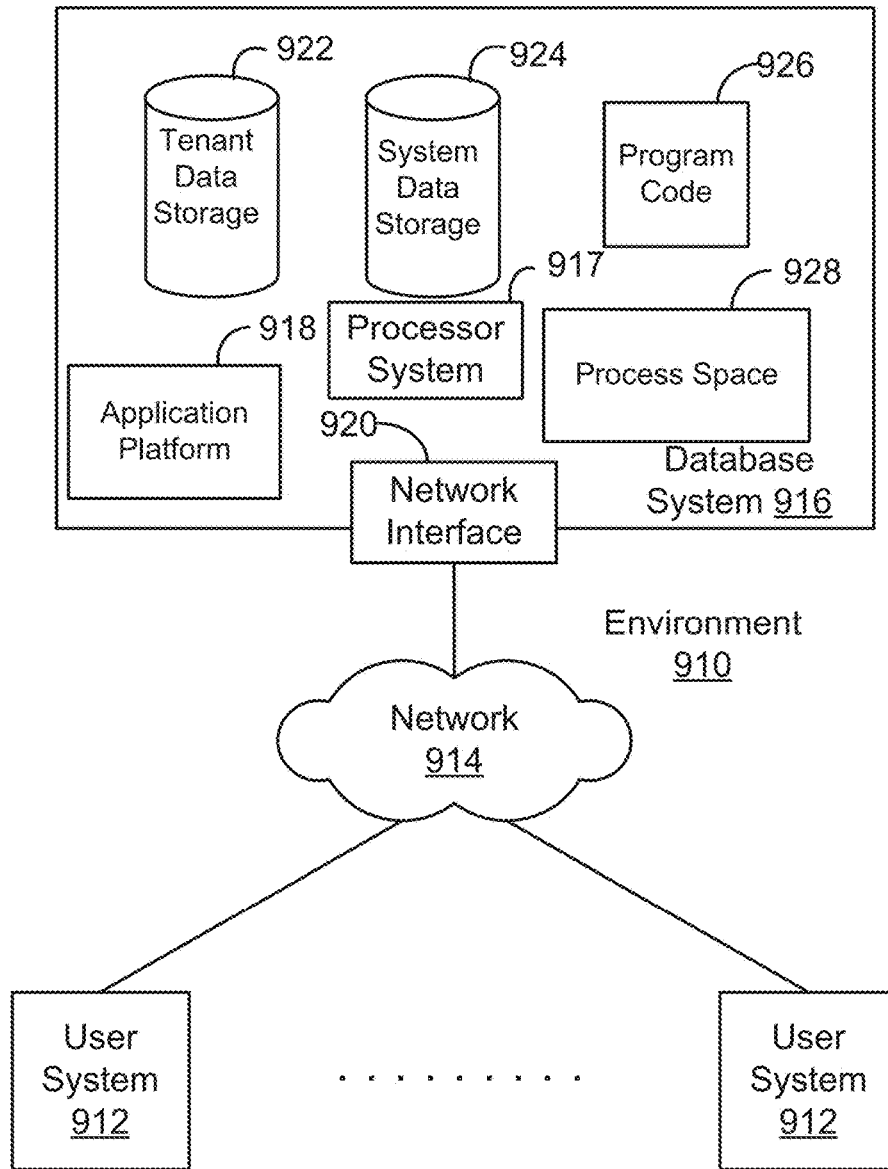 922
924
926
Tenant
Data
Storage
System
Data
Storage
Program
Code
917
928
918
Processor
System
Process Space
Application
Platform
920
Database
System 916
Network
Interface
Environment
910
Network
914
User
System
912
User
System
912